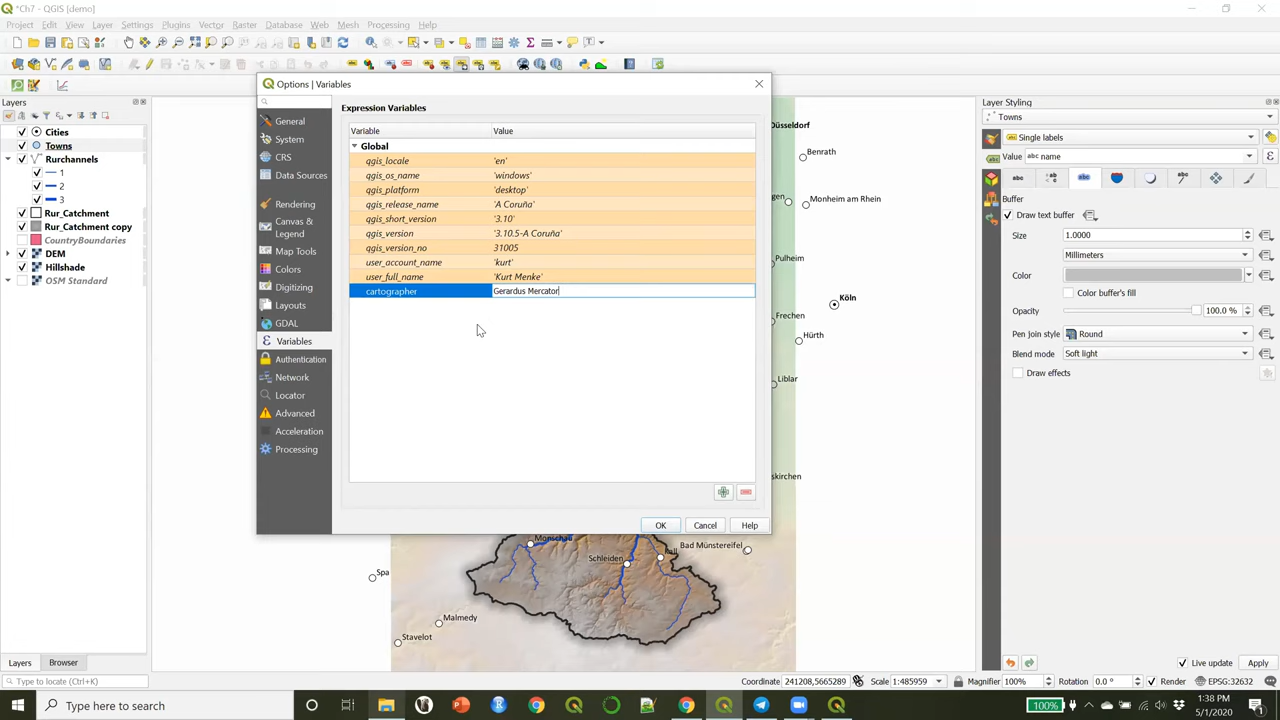 *Ch7 - QGIS [demo]
Project Edit View Layer Settings Plugins Vector Raster Database Web Mesh Processing Help
Layers
Cities
Towns
Rurchannels
1
2
3
Rur_Catchment
Rur_Catchment copy
CountryBoundaries
DEM
Hillshade
OSM Standard
Layers Browser
Type to locate (Ctrl+K)
Options | Variables
General
System
CRS
Data Sources
Rendering
Canvas &
Legend
Map Tools
Colors
Digitizing
Layouts
GDAL
Variables
Authentication
Network
Locator
Advanced
Acceleration
Processing
Expression Variables
Variable Value
Global
qgis_locale 'en'
qgis_os_name 'windows'
qgis_platform 'desktop'
qgis_release_name 'A Coruña'
qgis_short_version '3.10'
qgis_version '3.10.5-A Coruña'
qgis_version_no 31005
user_account_name 'kurt'
user_full_name 'Kurt Menke'
cartographer Gerardus Mercator
OK Cancel Help
Düsseldorf
Benrath
Monheim am Rhein
Pulheim
Köln
Frechen
Hürth
Liblar
skirchen
Monschau
Schleiden
Kall
Bad Münstereifel
Spa
Malmedy
Stavelot
Layer Styling
Towns
Single labels
Value abc name
Buffer
Draw text buffer
Size 1.0000
Millimeters
Color
Color buffer's fill
Opacity 100.0 %
Pen join style Round
Blend mode Soft light
Draw effects
Live update Apply
Coordinate 241208,5665289 Scale 1:485959 Magnifier 100% Rotation 0.0 ° Render EPSG:32632
Type here to search
100%
1:38 PM
5/1/2020